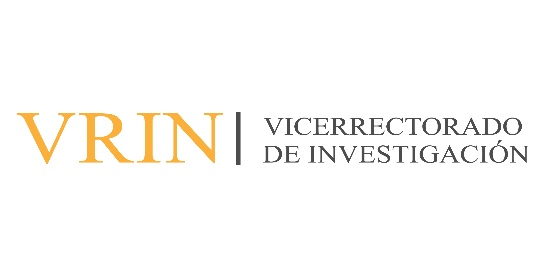 VRIN | VICERRECTORADO
DE INVESTIGACIÓN